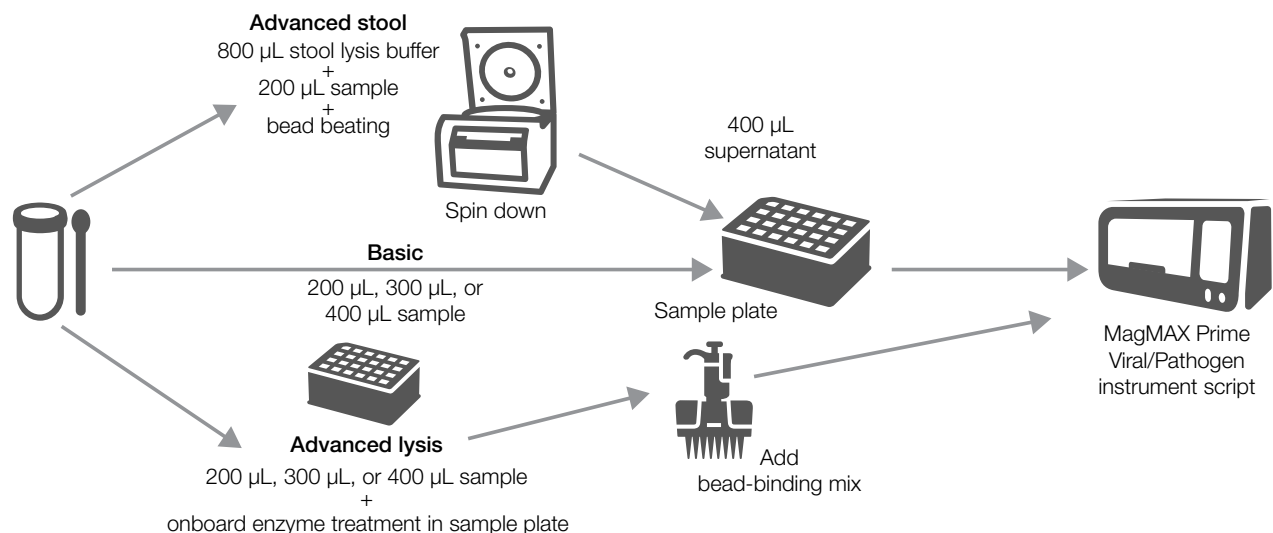 Advanced stool
800 µL stool lysis buffer
+
200 µL sample
+
bead beating
Spin down
400 µL
supernatant
Basic
200 µL, 300 µL, or
400 µL sample
Sample plate
MagMAX Prime
Viral/Pathogen
instrument script
Advanced lysis
200 µL, 300 µL, or 400 µL sample
+
onboard enzyme treatment in sample plate
Add
bead-binding mix